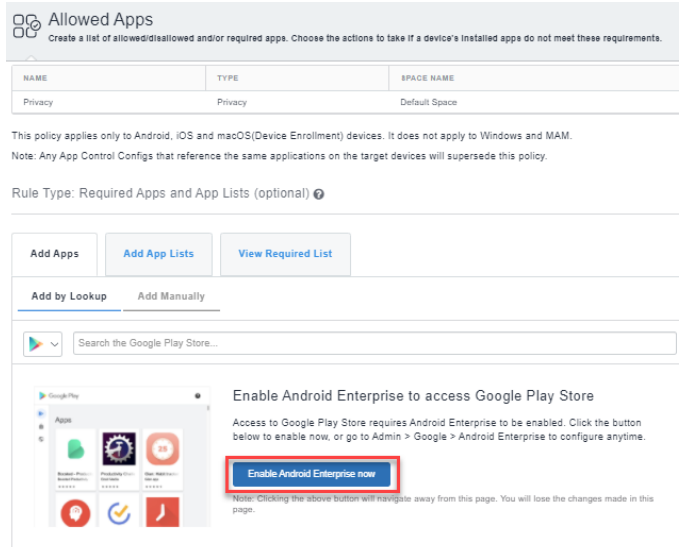 Allowed Apps
Create a list of allowed/disallowed and/or required apps. Choose the actions to take if a device's installed apps do not meet these requirements.
NAME TYPE SPACE NAME
Privacy Privacy Default Space
This policy applies only to Android, iOS and macOS(Device Enrollment) devices. It does not apply to Windows and MAM.
Note: Any App Control Configs that reference the same applications on the target devices will supersede this policy.
Rule Type: Required Apps and App Lists (optional)
Add Apps Add App Lists View Required List
Add by Lookup Add Manually
Search the Google Play Store...
Google Play
Apps
25
Enable Android Enterprise to access Google Play Store
Access to Google Play Store requires Android Enterprise to be enabled. Click the button
below to enable now, or go to Admin > Google > Android Enterprise to configure anytime.
Enable Android Enterprise now
Note: Clicking the above button will navigate away from this page. You will lose the changes made in this
page.